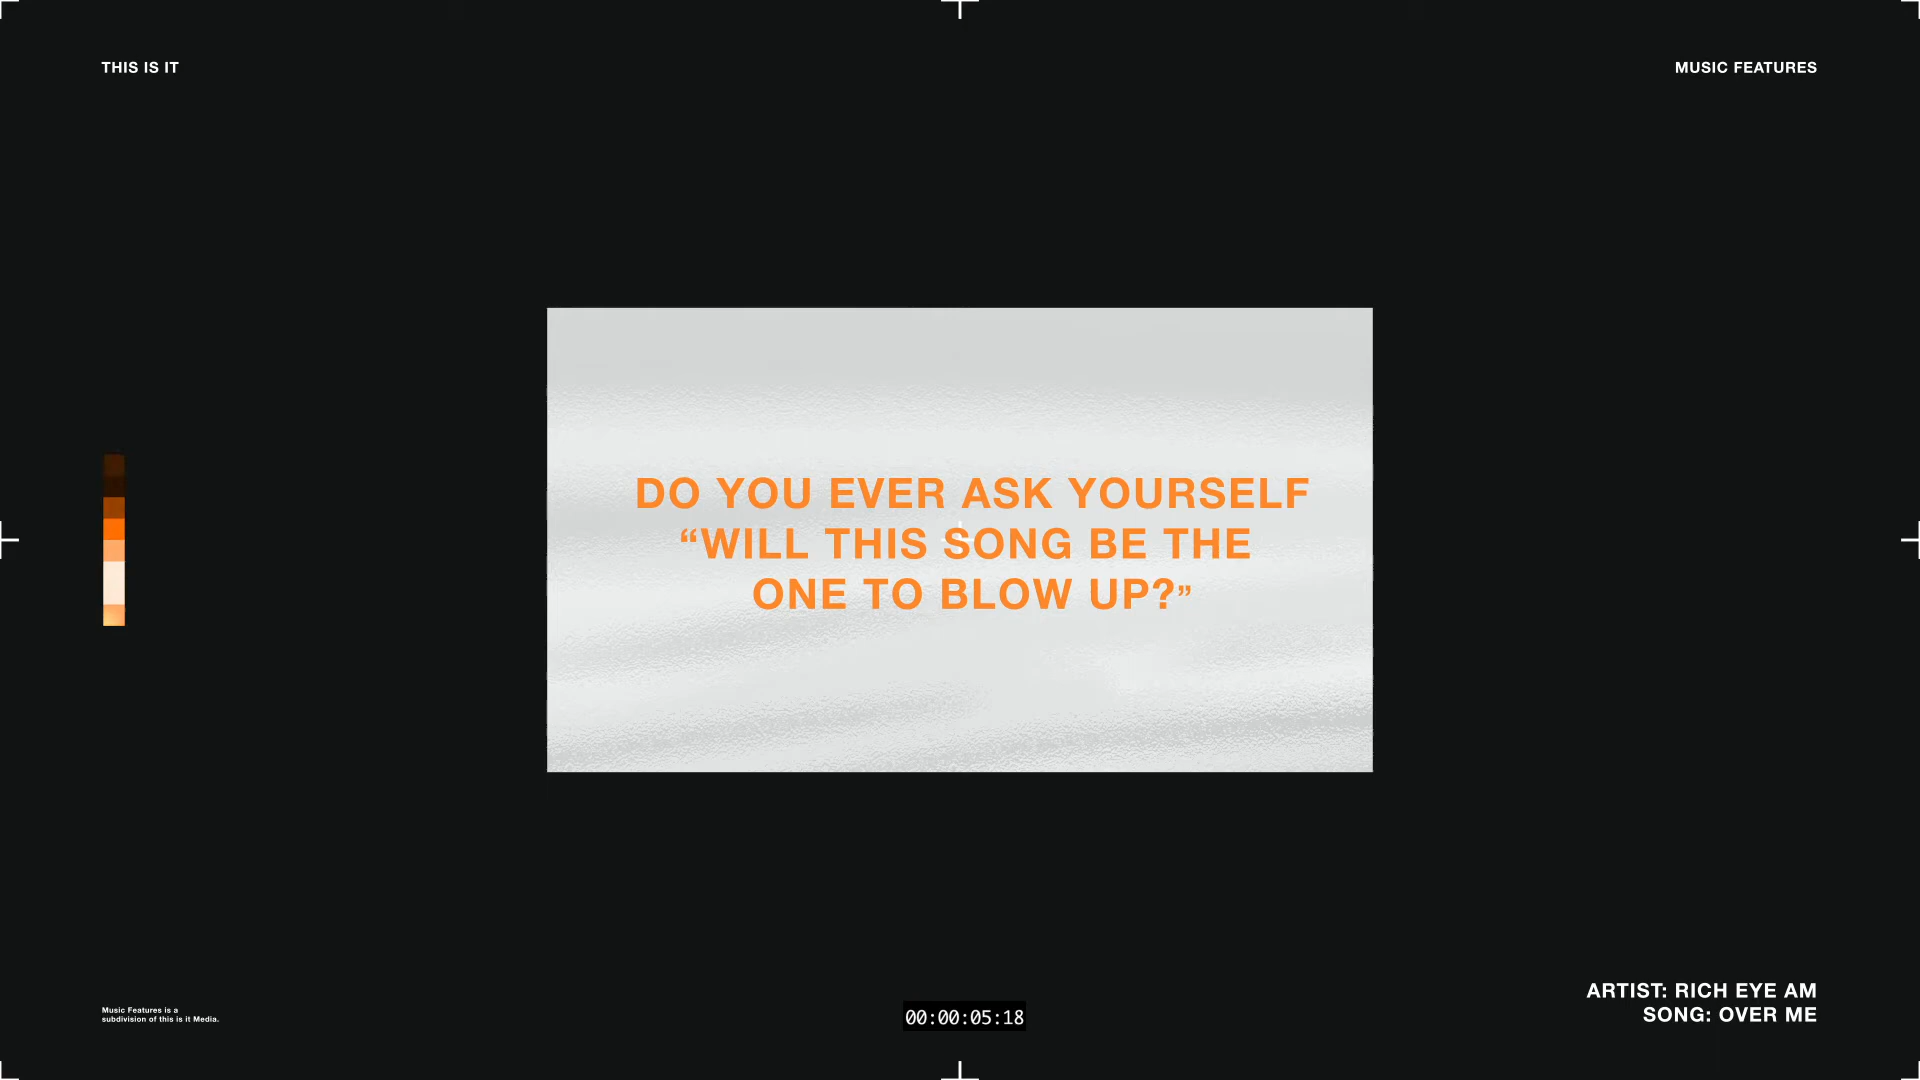 THIS IS IT
MUSIC FEATURES
DO YOU EVER ASK YOURSELF
“WILL THIS SONG BE THE
ONE TO BLOW UP?”
Music Features is a
subdivision of this is it Media.
00:00:05:18
ARTIST: RICH EYE AM
SONG: OVER ME